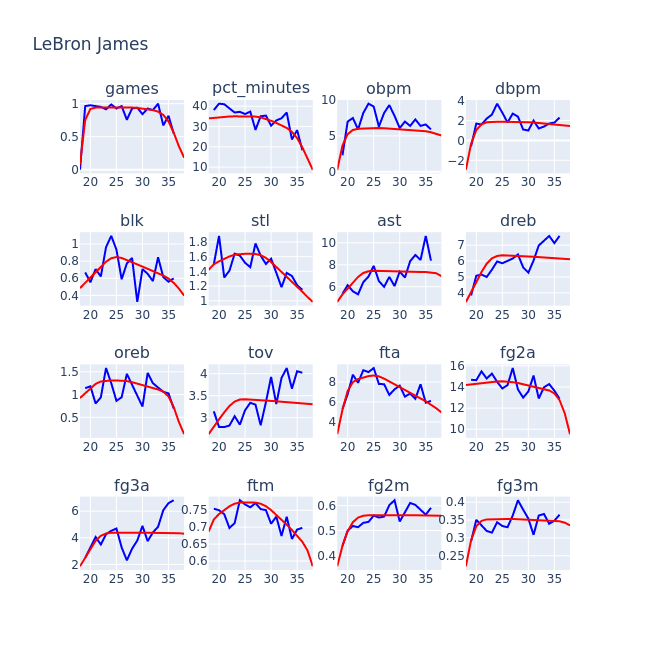 LeBron James
games pct_minutes obpm dbpm
1 0.5 0 40 30 20 10 10 5 0 4 2 0 −2
20 25 30 35 20 25 30 35 20 25 30 35 20 25 30 35
blk stl ast dreb
1 0.8 0.6 0.4 1.8 1.6 1.4 1.2 1 10 8 6 7 6 5 4
20 25 30 35 20 25 30 35 20 25 30 35 20 25 30 35
oreb tov fta fg2a
1.5 1 0.5 4 3.5 3 8 6 4 16 14 12 10
20 25 30 35 20 25 30 35 20 25 30 35 20 25 30 35
fg3a ftm fg2m fg3m
6 4 2 0.75 0.7 0.65 0.6 0.6 0.5 0.4 0.4 0.35 0.3 0.25
20 25 30 35 20 25 30 35 20 25 30 35 20 25 30 35